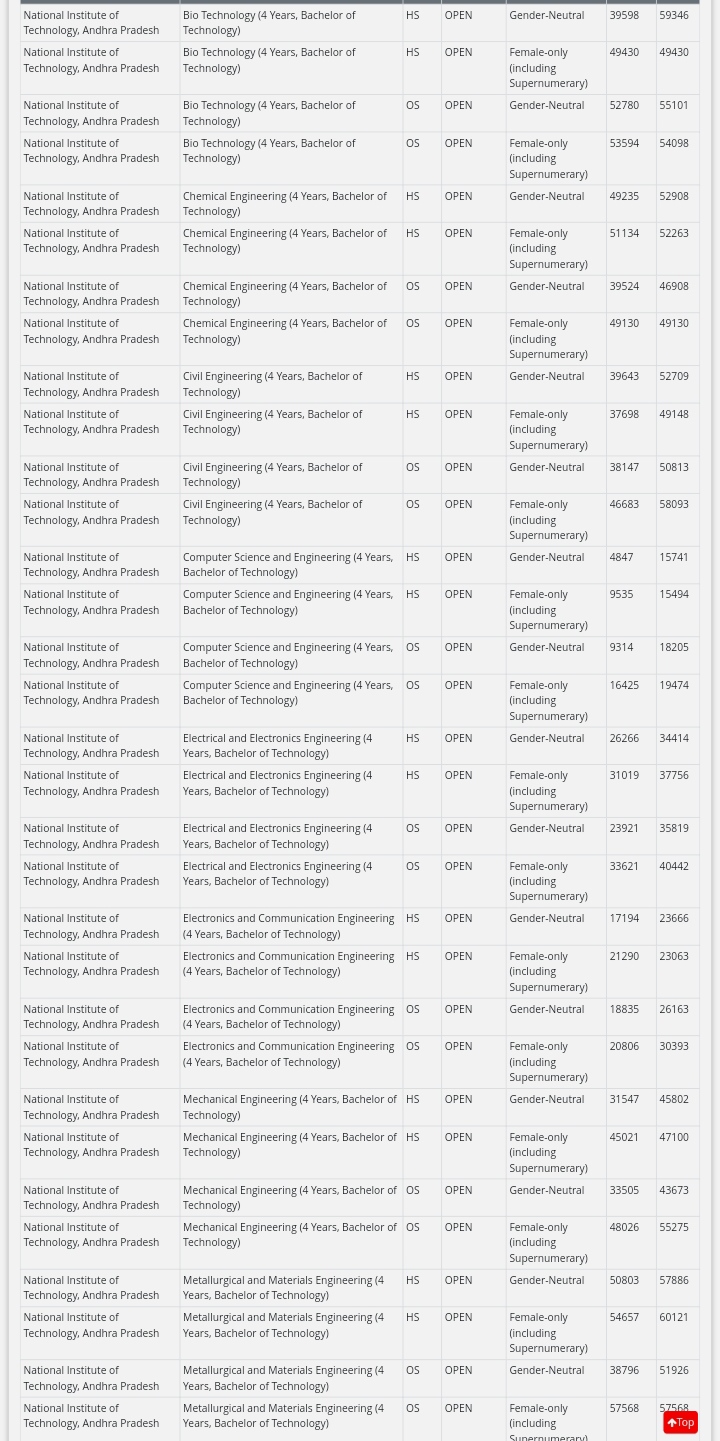 National Institute of Technology, Andhra Pradesh Bio Technology (4 Years, Bachelor of Technology) HS OPEN Gender-Neutral 39598 59346
National Institute of Technology, Andhra Pradesh Bio Technology (4 Years, Bachelor of Technology) HS OPEN Female-only (including Supernumerary) 49430 49430
National Institute of Technology, Andhra Pradesh Bio Technology (4 Years, Bachelor of Technology) OS OPEN Gender-Neutral 52780 55101
National Institute of Technology, Andhra Pradesh Bio Technology (4 Years, Bachelor of Technology) OS OPEN Female-only (including Supernumerary) 53594 54098
National Institute of Technology, Andhra Pradesh Chemical Engineering (4 Years, Bachelor of Technology) HS OPEN Gender-Neutral 49235 52908
National Institute of Technology, Andhra Pradesh Chemical Engineering (4 Years, Bachelor of Technology) HS OPEN Female-only (including Supernumerary) 51134 52263
National Institute of Technology, Andhra Pradesh Chemical Engineering (4 Years, Bachelor of Technology) OS OPEN Gender-Neutral 39524 46908
National Institute of Technology, Andhra Pradesh Chemical Engineering (4 Years, Bachelor of Technology) OS OPEN Female-only (including Supernumerary) 49130 49130
National Institute of Technology, Andhra Pradesh Civil Engineering (4 Years, Bachelor of Technology) HS OPEN Gender-Neutral 39643 52709
National Institute of Technology, Andhra Pradesh Civil Engineering (4 Years, Bachelor of Technology) HS OPEN Female-only (including Supernumerary) 37698 49148
National Institute of Technology, Andhra Pradesh Civil Engineering (4 Years, Bachelor of Technology) OS OPEN Gender-Neutral 38147 50813
National Institute of Technology, Andhra Pradesh Civil Engineering (4 Years, Bachelor of Technology) OS OPEN Female-only (including Supernumerary) 46683 58093
National Institute of Technology, Andhra Pradesh Computer Science and Engineering (4 Years, Bachelor of Technology) HS OPEN Gender-Neutral 4847 15741
National Institute of Technology, Andhra Pradesh Computer Science and Engineering (4 Years, Bachelor of Technology) HS OPEN Female-only (including Supernumerary) 9535 15494
National Institute of Technology, Andhra Pradesh Computer Science and Engineering (4 Years, Bachelor of Technology) OS OPEN Gender-Neutral 9314 18205
National Institute of Technology, Andhra Pradesh Computer Science and Engineering (4 Years, Bachelor of Technology) OS OPEN Female-only (including Supernumerary) 16425 19474
National Institute of Technology, Andhra Pradesh Electrical and Electronics Engineering (4 Years, Bachelor of Technology) HS OPEN Gender-Neutral 26266 34414
National Institute of Technology, Andhra Pradesh Electrical and Electronics Engineering (4 Years, Bachelor of Technology) HS OPEN Female-only (including Supernumerary) 31019 37756
National Institute of Technology, Andhra Pradesh Electrical and Electronics Engineering (4 Years, Bachelor of Technology) OS OPEN Gender-Neutral 23921 35819
National Institute of Technology, Andhra Pradesh Electrical and Electronics Engineering (4 Years, Bachelor of Technology) OS OPEN Female-only (including Supernumerary) 33621 40442
National Institute of Technology, Andhra Pradesh Electronics and Communication Engineering (4 Years, Bachelor of Technology) HS OPEN Gender-Neutral 17194 23666
National Institute of Technology, Andhra Pradesh Electronics and Communication Engineering (4 Years, Bachelor of Technology) HS OPEN Female-only (including Supernumerary) 21290 23063
National Institute of Technology, Andhra Pradesh Electronics and Communication Engineering (4 Years, Bachelor of Technology) OS OPEN Gender-Neutral 18835 26163
National Institute of Technology, Andhra Pradesh Electronics and Communication Engineering (4 Years, Bachelor of Technology) OS OPEN Female-only (including Supernumerary) 20806 30393
National Institute of Technology, Andhra Pradesh Mechanical Engineering (4 Years, Bachelor of Technology) HS OPEN Gender-Neutral 31547 45802
National Institute of Technology, Andhra Pradesh Mechanical Engineering (4 Years, Bachelor of Technology) HS OPEN Female-only (including Supernumerary) 45021 47100
National Institute of Technology, Andhra Pradesh Mechanical Engineering (4 Years, Bachelor of Technology) OS OPEN Gender-Neutral 33505 43673
National Institute of Technology, Andhra Pradesh Mechanical Engineering (4 Years, Bachelor of Technology) OS OPEN Female-only (including Supernumerary) 48026 55275
National Institute of Technology, Andhra Pradesh Metallurgical and Materials Engineering (4 Years, Bachelor of Technology) HS OPEN Gender-Neutral 50803 57886
National Institute of Technology, Andhra Pradesh Metallurgical and Materials Engineering (4 Years, Bachelor of Technology) HS OPEN Female-only (including Supernumerary) 54657 60121
National Institute of Technology, Andhra Pradesh Metallurgical and Materials Engineering (4 Years, Bachelor of Technology) OS OPEN Gender-Neutral 38796 51926
National Institute of Technology, Andhra Pradesh Metallurgical and Materials Engineering (4 Years, Bachelor of Technology) OS OPEN Female-only (including Supernumerary) 57568 57568
Top